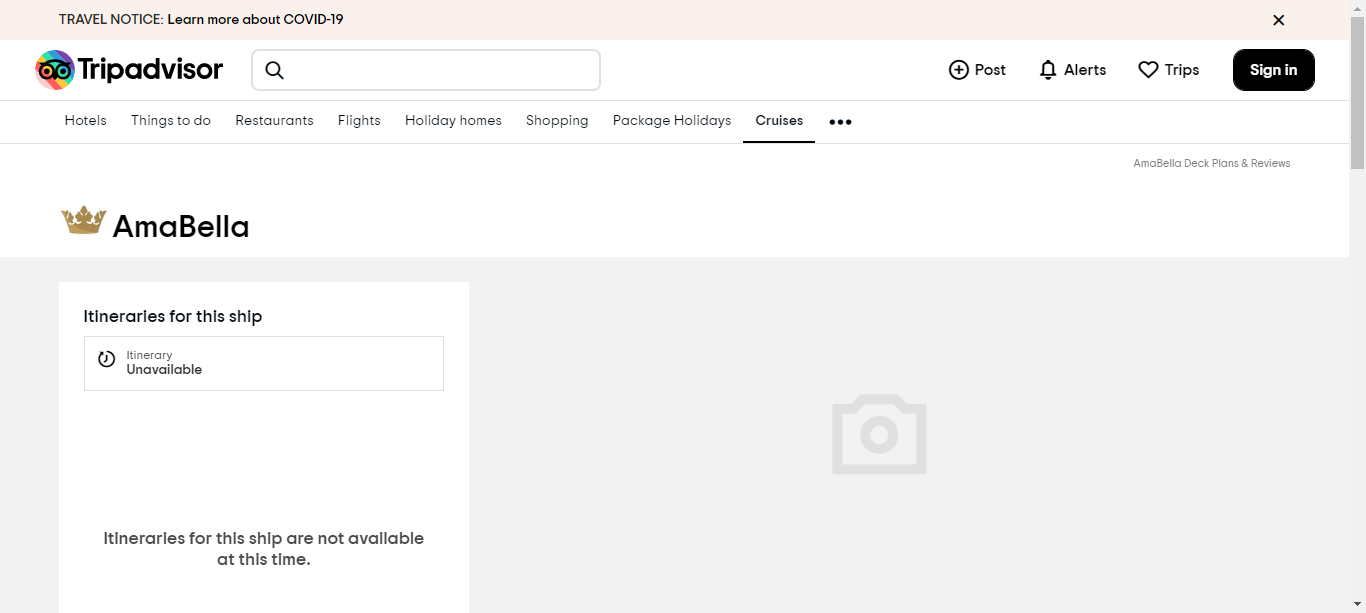 TRAVEL NOTICE: Learn more about COVID-19
Tripadvisor
Post
Alerts
Trips
Sign in
Hotels
Things to do
Restaurants
Flights
Holiday homes
Shopping
Package Holidays
Cruises
AmaBella Deck Plans & Reviews
AmaBella
Itineraries for this ship
Itinerary
Unavailable
Itineraries for this ship are not available
at this time.